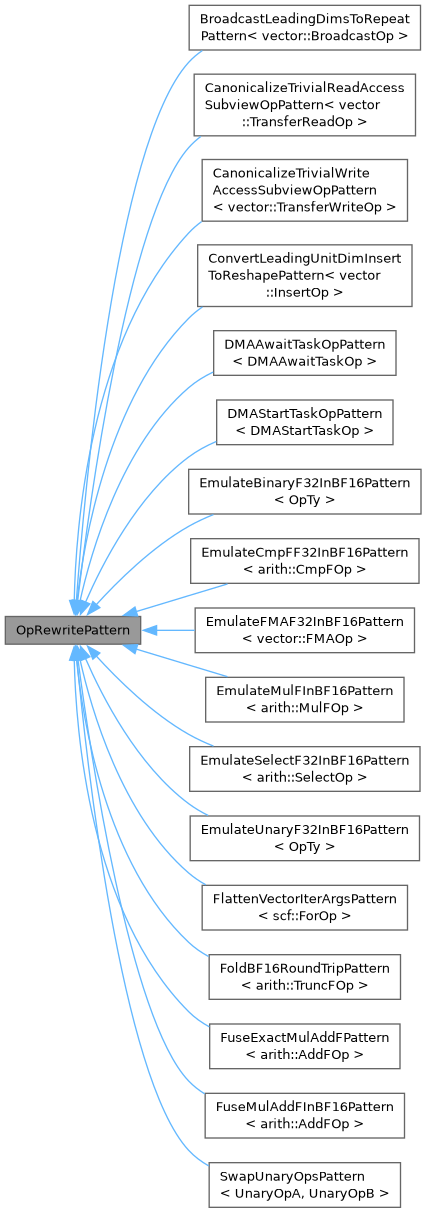 BroadcastLeadingDimsToRepeat
Pattern< vector::BroadcastOp >
CanonicalizeTrivialReadAccess
SubviewOpPattern< vector
::TransferReadOp >
CanonicalizeTrivialWrite
AccessSubviewOpPattern
< vector::TransferWriteOp >
ConvertLeadingUnitDimInsert
ToReshapePattern< vector
::InsertOp >
DMAAwaitTaskOpPattern
< DMAAwaitTaskOp >
DMAStartTaskOpPattern
< DMAStartTaskOp >
EmulateBinaryF32InBF16Pattern
< OpTy >
EmulateCmpFF32InBF16Pattern
< arith::CmpFOp >
OpRewritePattern
EmulateFMAF32InBF16Pattern
< vector::FMAOp >
EmulateMulFInBF16Pattern
< arith::MulFOp >
EmulateSelectF32InBF16Pattern
< arith::SelectOp >
EmulateUnaryF32InBF16Pattern
< OpTy >
FlattenVectorIterArgsPattern
< scf::ForOp >
FoldBF16RoundTripPattern
< arith::TruncFOp >
FuseExactMulAddFPattern
< arith::AddFOp >
FuseMulAddFInBF16Pattern
< arith::AddFOp >
SwapUnaryOpsPattern
< UnaryOpA, UnaryOpB >